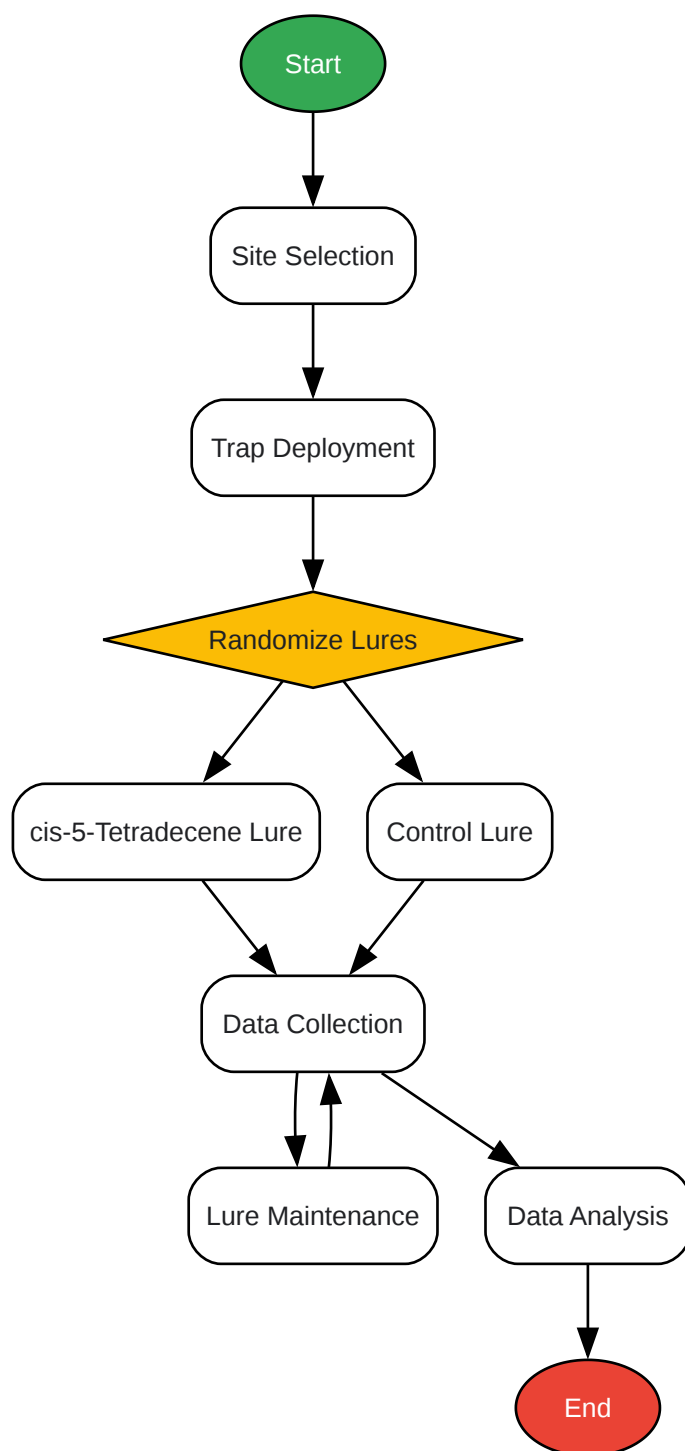 Start
Site Selection
Trap Deployment
Randomize Lures
cis-5-Tetradecene Lure
Control Lure
Data Collection
Lure Maintenance
Data Analysis
End